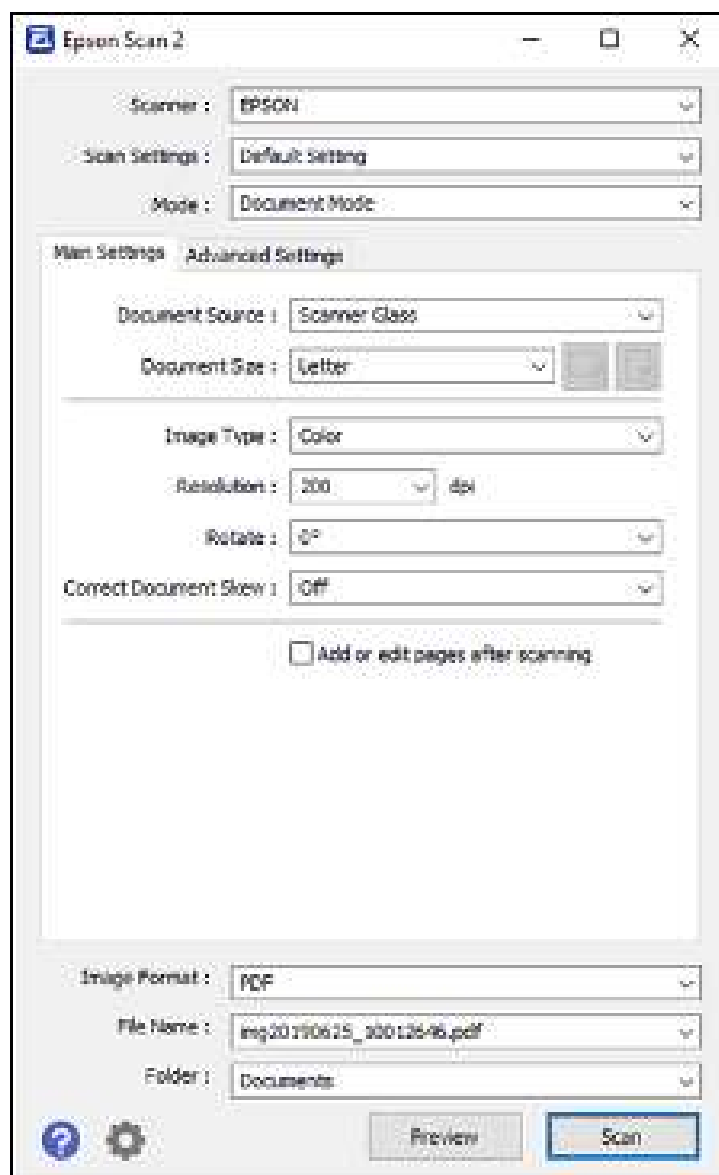 Epson Scan 2
Scanner : EPSON
Scan Settings : Default Setting
Mode : Document Mode
Main Settings Advanced Settings
Document Source : Scanner Glass
Document Size : Letter
Image Type : Color
Resolution : 200 dpi
Rotate : 0°
Correct Document Skew : Off
Add or edit pages after scanning
Image Format : PDF
File Name : img20190625_10012646.pdf
Folder : Documents
? Preview Scan